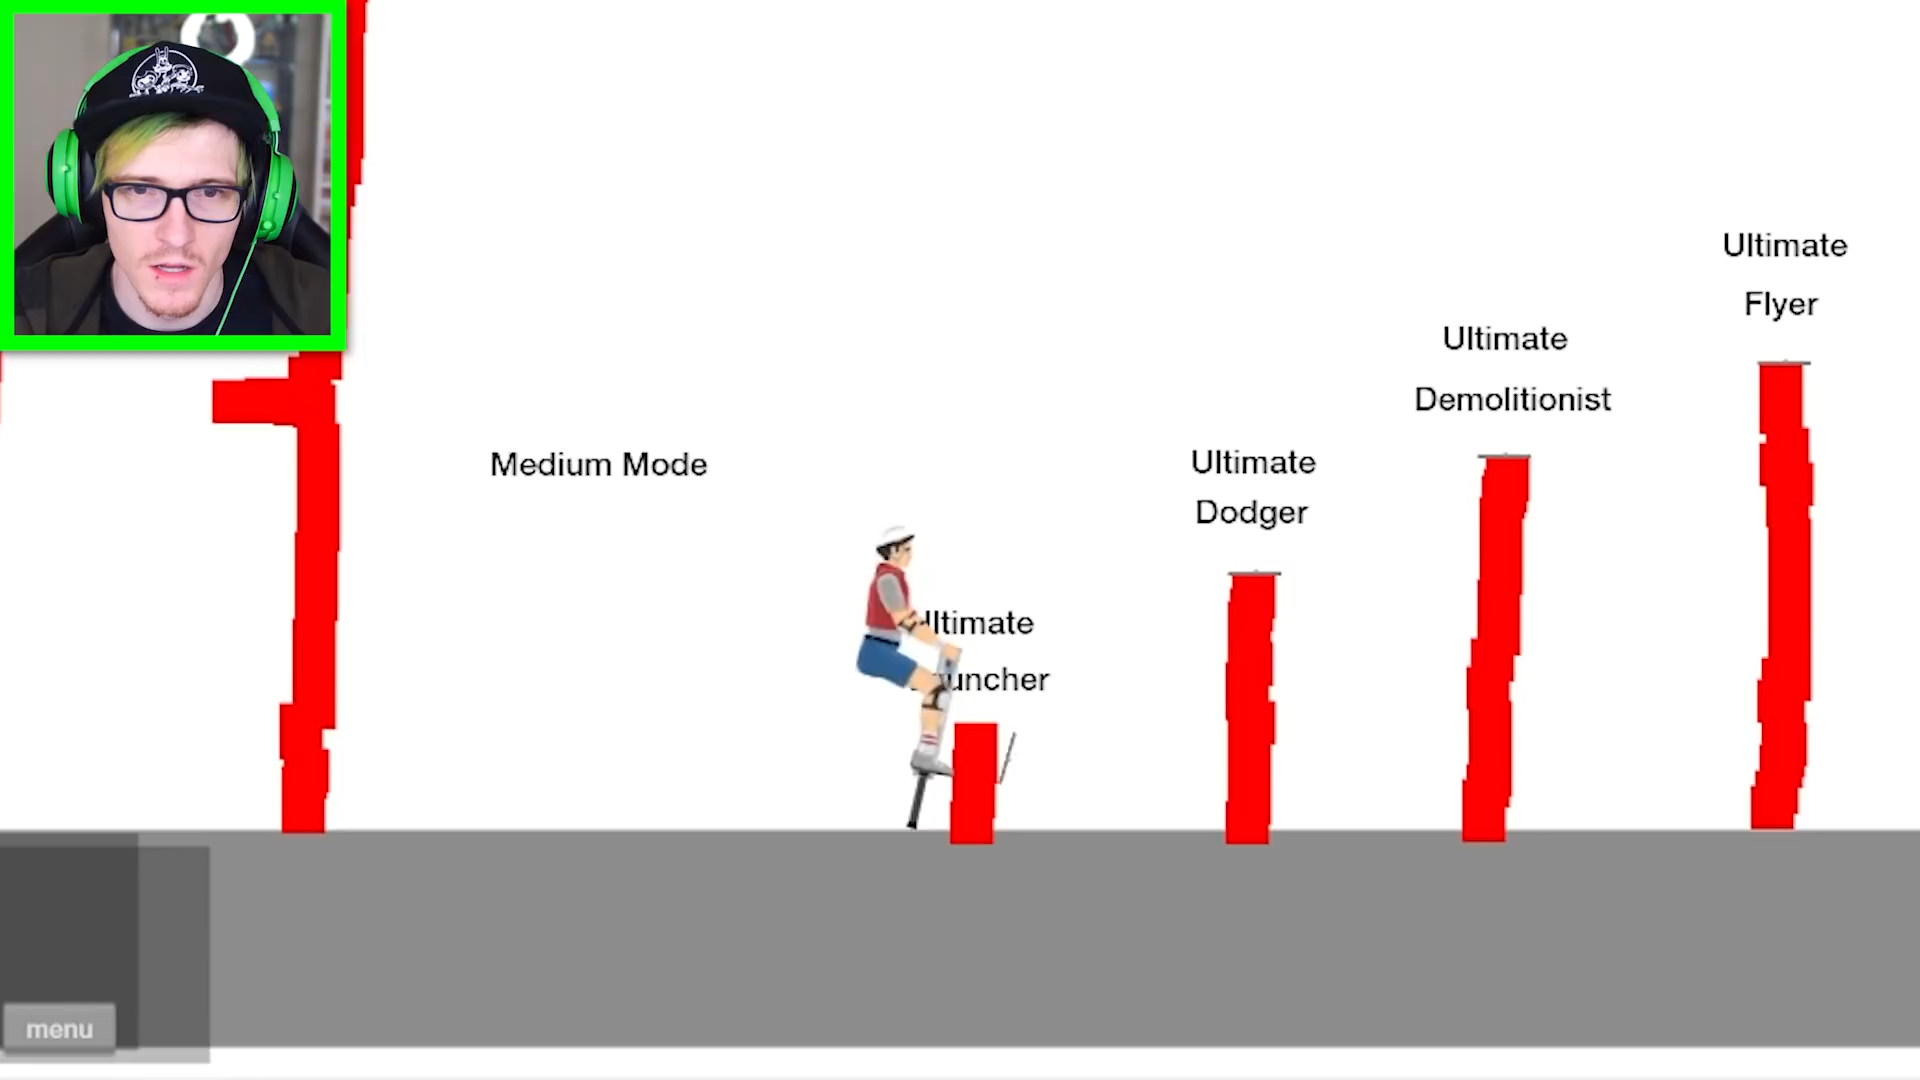 Ultimate
Flyer
Ultimate
Demolitionist
Medium Mode
Ultimate
Dodger
menu